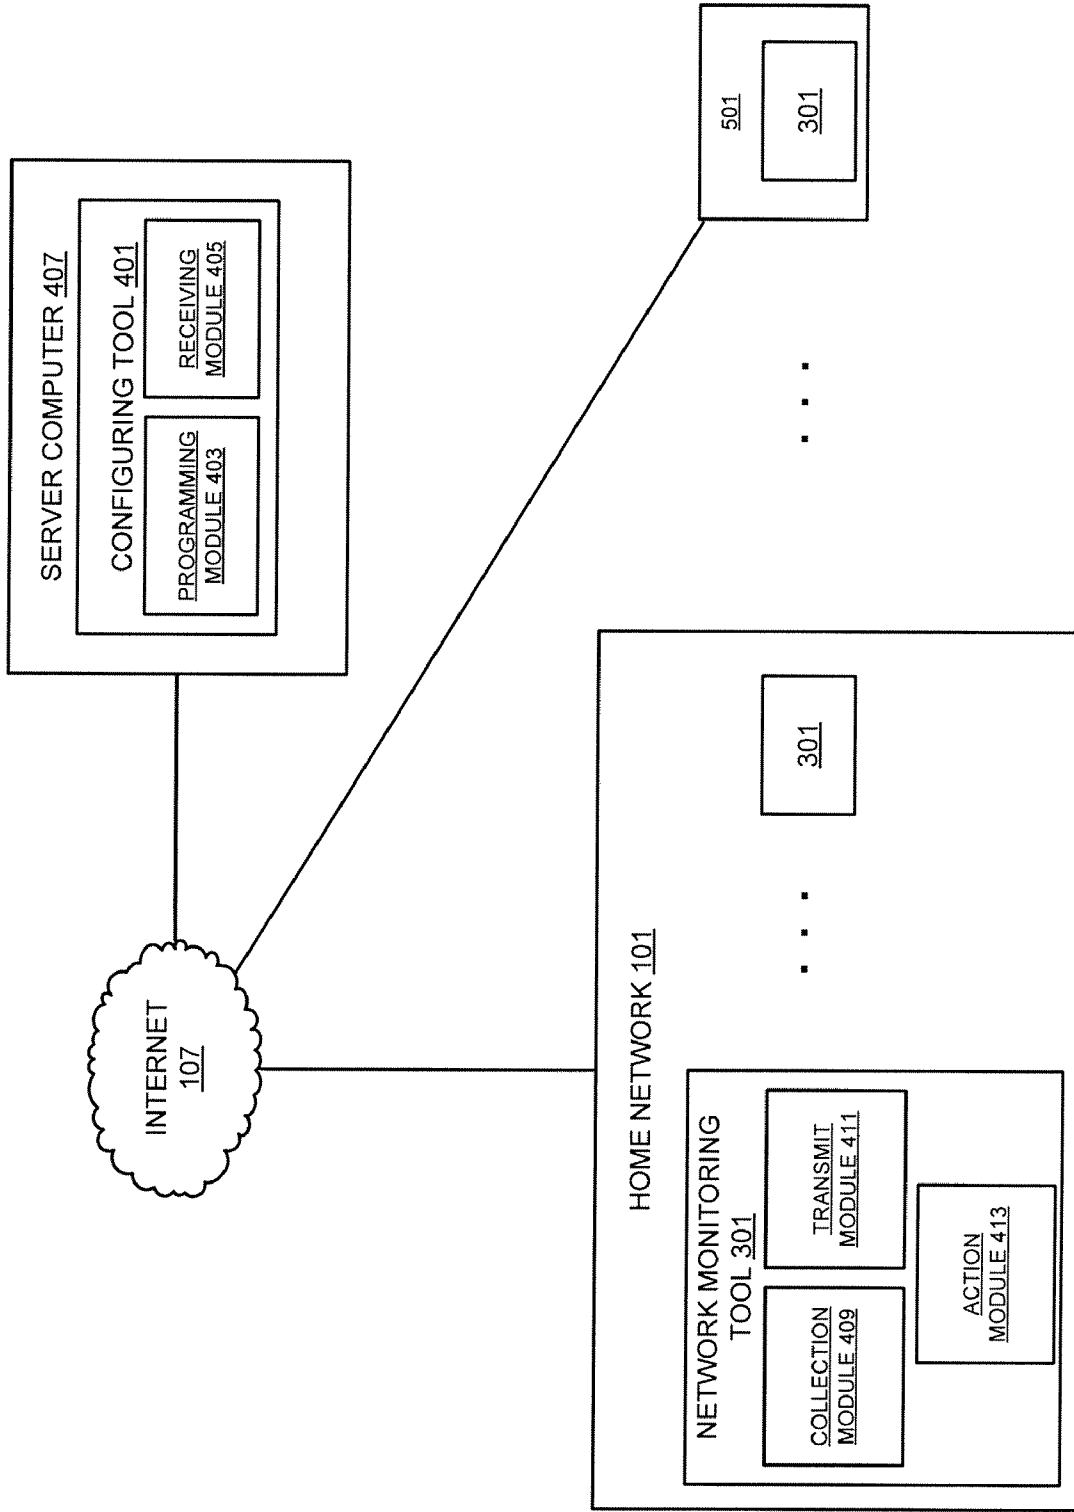 SERVER COMPUTER 407
CONFIGURING TOOL 401
PROGRAMMING
MODULE 403
RECEIVING
MODULE 405
INTERNET
107
HOME NETWORK 101
NETWORK MONITORING
TOOL 301
COLLECTION
MODULE 409
TRANSMIT
MODULE 411
ACTION
MODULE 413
301
501
301